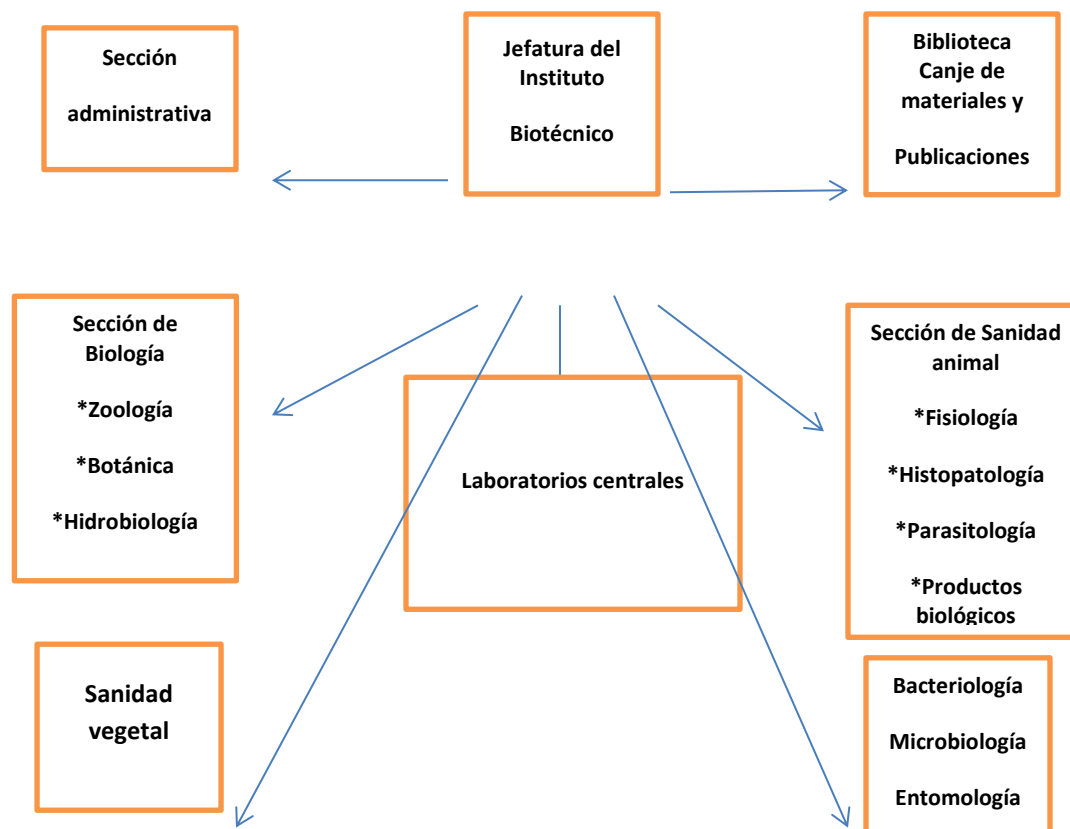 Sección
administrativa
Jefatura del
Instituto
Biotécnico
Biblioteca
Canje de
materiales y
Publicaciones
Sección de
Biología
*Zoología
*Botánica
*Hidrobiología
Laboratorios centrales
Sección de Sanidad
animal
*Fisiología
*Histopatología
*Parasitología
*Productos
biológicos
Sanidad
vegetal
Bacteriología
Microbiología
Entomología